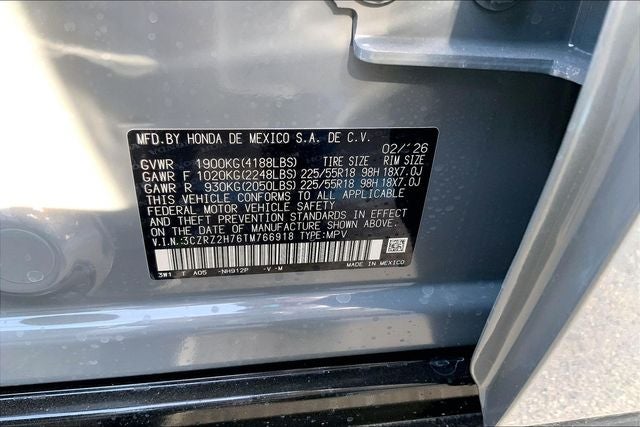 MFD.BY HONDA DE MEXICO S.A. DE C.V. 02/'26
GVWR 1900KG(4188LBS) TIRE SIZE RIM SIZE
GAWR F 1020KG(2248LBS) 225/55R18 98H 18X7.0J
GAWR R 930KG(2050LBS) 225/55R18 98H 18X7.0J
THIS VEHICLE CONFORMS TO ALL APPLICABLE
FEDERAL MOTOR VEHICLE SAFETY
AND THEFT PREVENTION STANDARDS IN EFFECT
ON THE DATE OF MANUFACTURE SHOWN ABOVE.
V.I.N.:3CZRZ2H76TM766918 TYPE:MPV
3W1 T A05 -NH912P -V -M MADE IN MEXICO